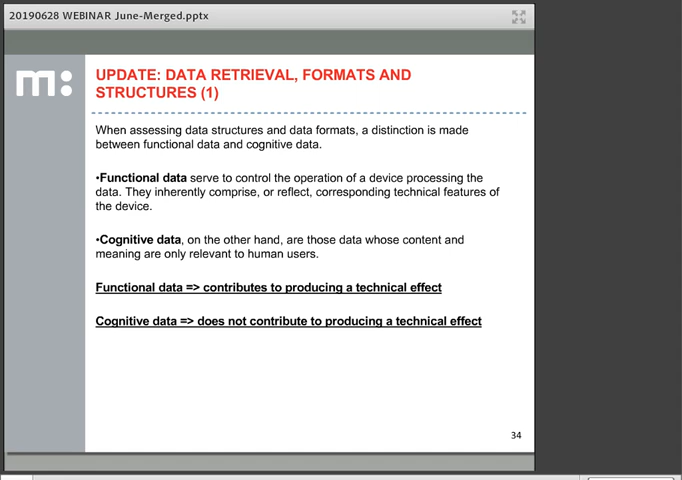 20190628 WEBINAR June-Merged.pptx
m:
UPDATE: DATA RETRIEVAL, FORMATS AND
STRUCTURES (1)
When assessing data structures and data formats, a distinction is made
between functional data and cognitive data.
•Functional data serve to control the operation of a device processing the
data. They inherently comprise, or reflect, corresponding technical features of
the device.
•Cognitive data, on the other hand, are those data whose content and
meaning are only relevant to human users.
Functional data => contributes to producing a technical effect
Cognitive data => does not contribute to producing a technical effect
34